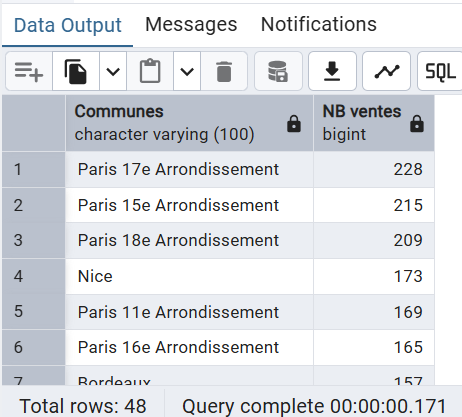 Data Output Messages Notifications
SQL
Communes NB ventes
character varying (100) bigint
1 Paris 17e Arrondissement 228
2 Paris 15e Arrondissement 215
3 Paris 18e Arrondissement 209
4 Nice 173
5 Paris 11e Arrondissement 169
6 Paris 16e Arrondissement 165
7 Bordeaux 157
Total rows: 48 Query complete 00:00:00.171